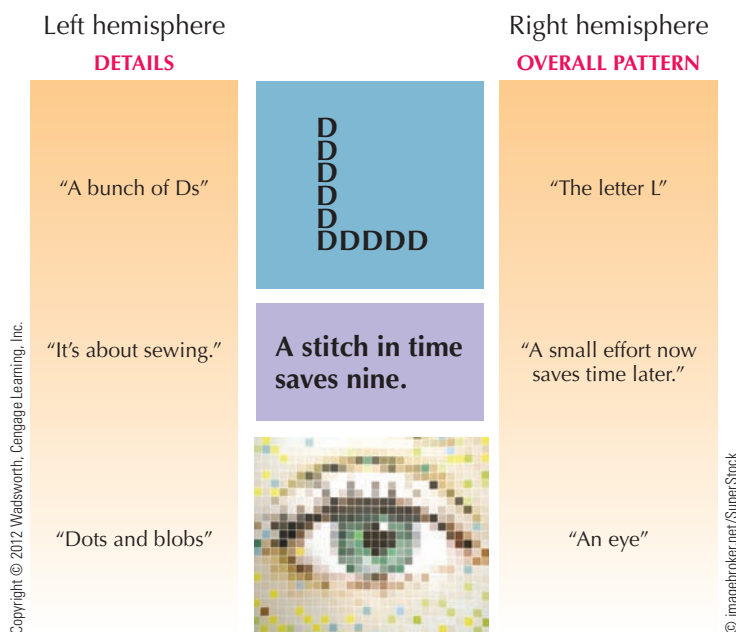 Left hemisphere
DETAILS
Right hemisphere
OVERALL PATTERN
“A bunch of Ds”
D
D
D
D
D
DDDDD
“The letter L”
“It’s about sewing.”
A stitch in time
saves nine.
“A small effort now
saves time later.”
“Dots and blobs”
“An eye”
Copyright © 2012 Wadsworth, Cengage Learning, Inc.
© imagebroker.net/SuperStock